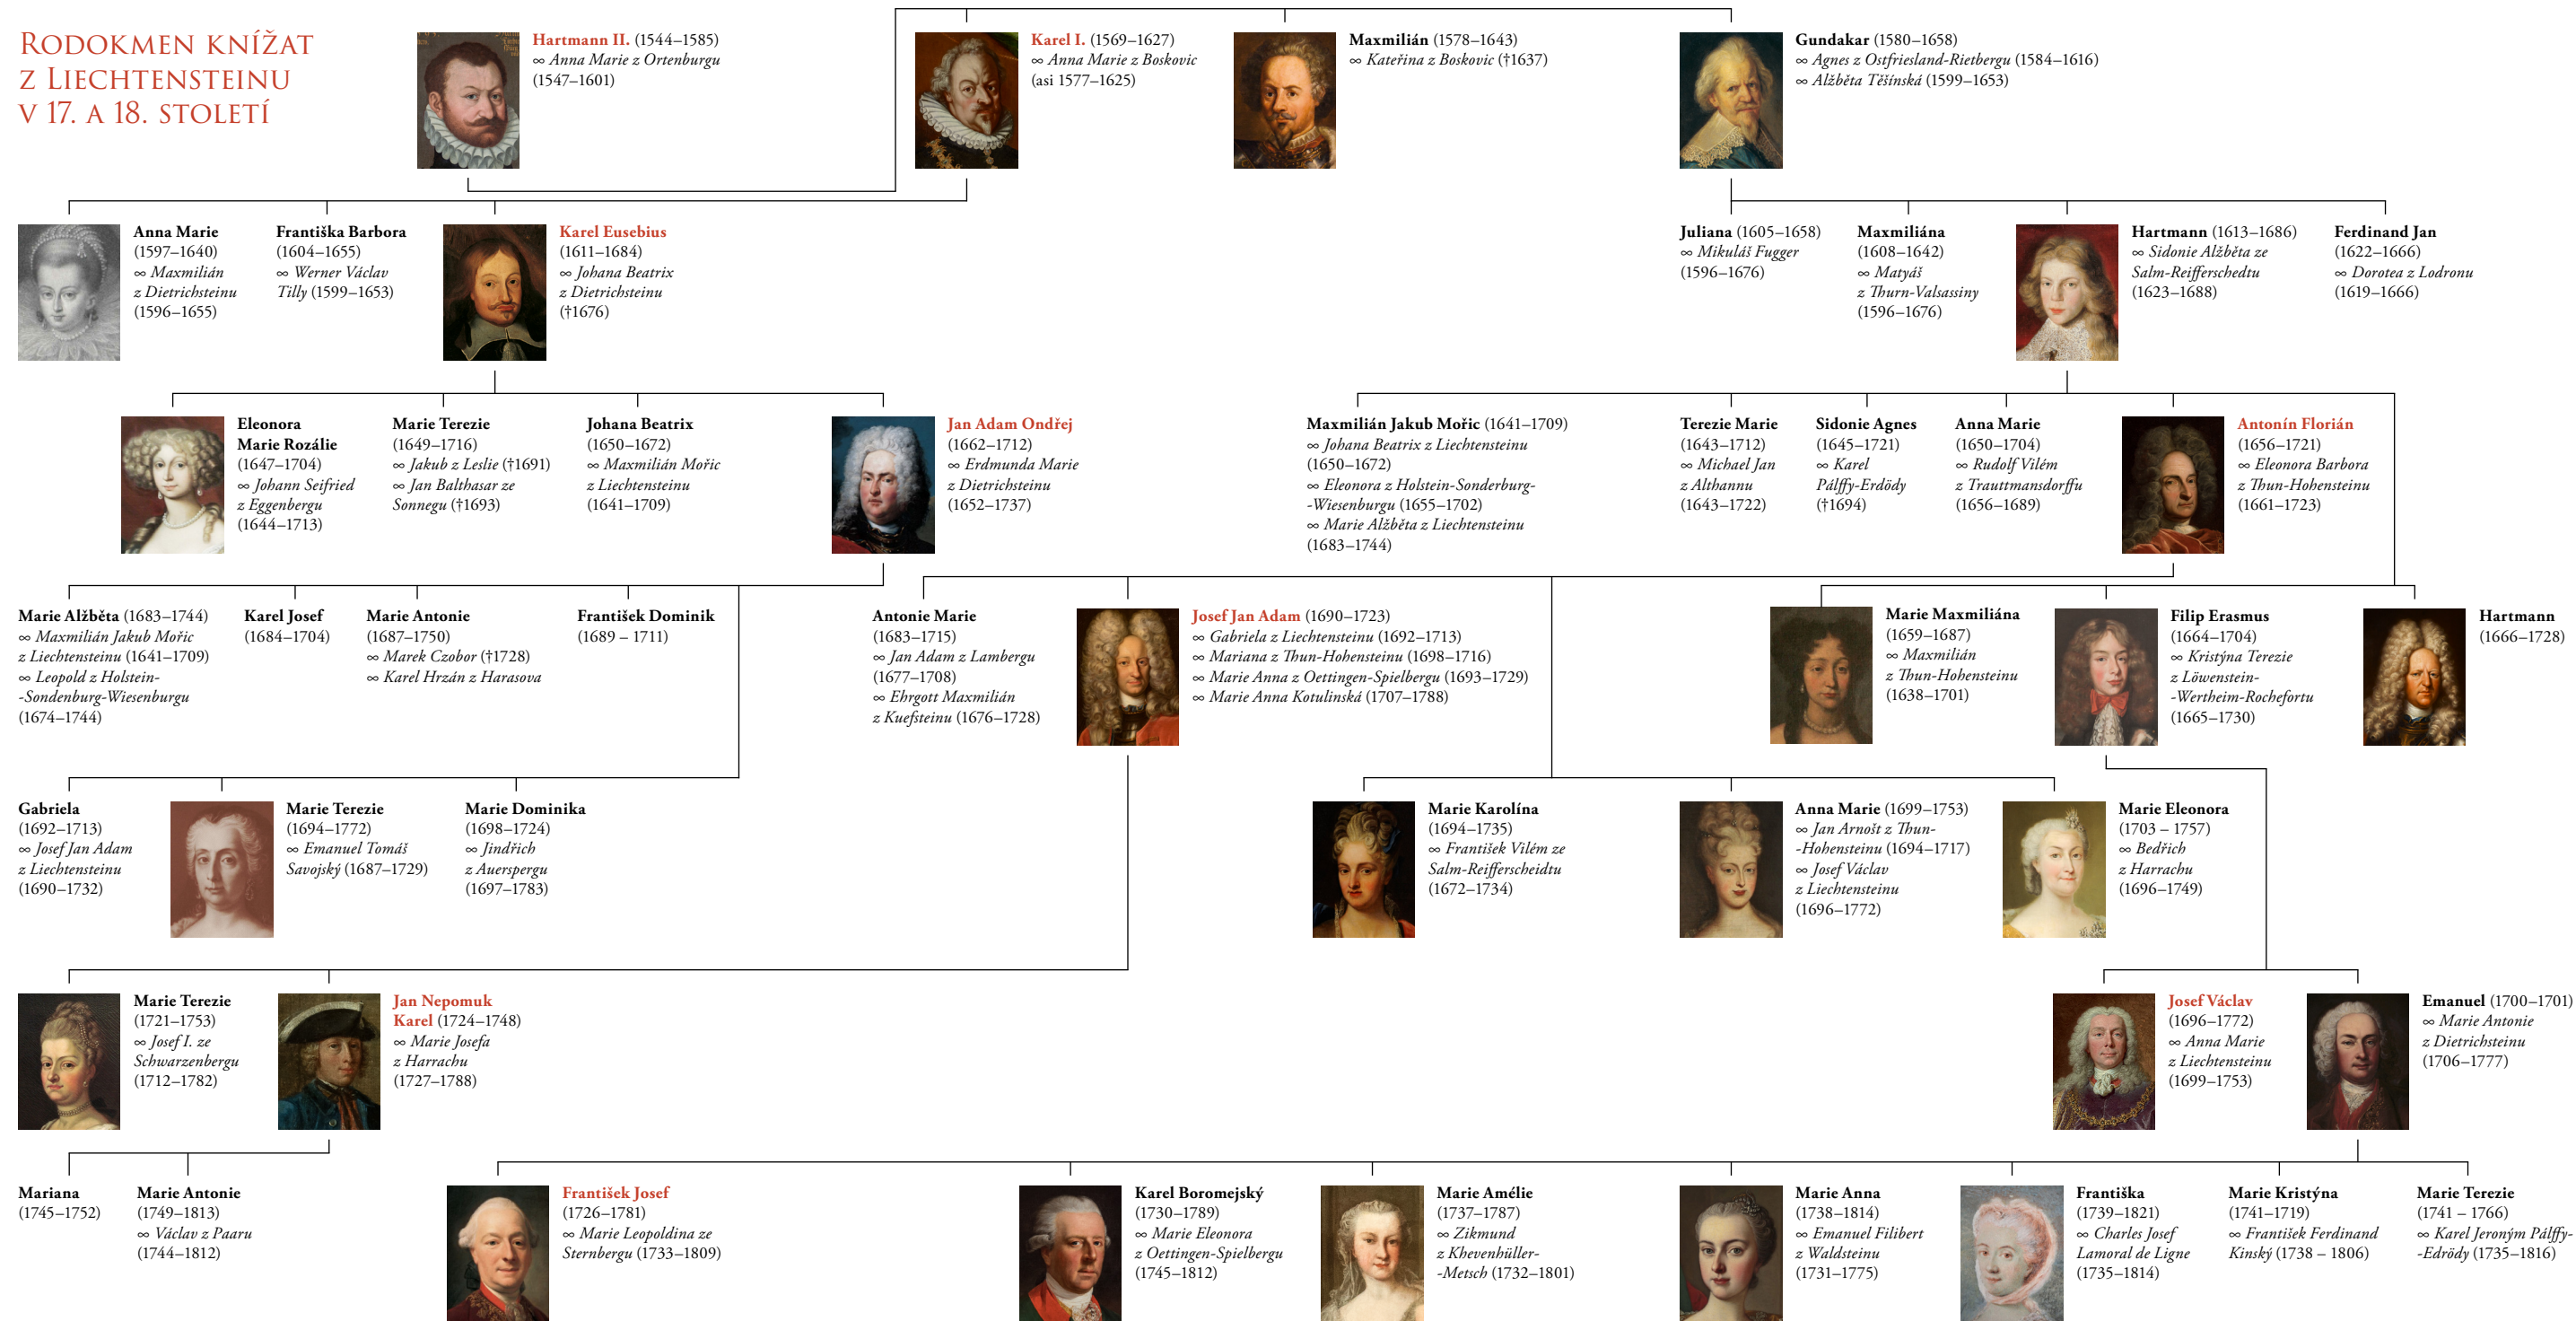 RODOKMEN KNÍŽAT
Z LIECHTENSTEINU
V 17. A 18. STOLETÍ
Hartmann II. (1544–1585)
∞ Anna Marie z Ortenburgu
(1547–1601)
Karel I. (1569–1627)
∞ Anna Marie z Boskovic
(asi 1577–1625)
Maxmilián (1578–1643)
∞ Kateřina z Boskovic (†1637)
Gundakar (1580–1658)
∞ Agnes z Ostfriesland-Rietbergu (1584–1616)
∞ Alžběta Těšínská (1599–1653)
Anna Marie
(1597–1640)
∞ Maxmilián
z Dietrichsteinu
(1596–1655)
Františka Barbora
(1604–1655)
∞ Werner Václav
Tilly (1599–1653)
Karel Eusebius
(1611–1684)
∞ Johana Beatrix
z Dietrichsteinu
(†1676)
Juliana (1605–1658)
∞ Mikuláš Fugger
(1596–1676)
Maxmiliána
(1608–1642)
∞ Matyáš
z Thurn-Valsassiny
(1596–1676)
Hartmann (1613–1686)
∞ Sidonie Alžběta ze
Salm-Reifferschedtu
(1623–1688)
Ferdinand Jan
(1622–1666)
∞ Dorotea z Lodronu
(1619–1666)
Eleonora
Marie Rozálie
(1647–1704)
∞ Johann Seifried
z Eggenbergu
(1644–1713)
Marie Terezie
(1649–1716)
∞ Jakub z Leslie (†1691)
∞ Jan Balthasar ze
Sonnegu (†1693)
Johana Beatrix
(1650–1672)
∞ Maxmilián Mořic
z Liechtensteinu
(1641–1709)
Jan Adam Ondřej
(1662–1712)
∞ Erdmunda Marie
z Dietrichsteinu
(1652–1737)
Maxmilián Jakub Mořic (1641–1709)
∞ Johana Beatrix z Liechtensteinu
(1650–1672)
∞ Eleonora z Holstein-Sonderburg-
-Wiesenburgu (1655–1702)
∞ Marie Alžběta z Liechtensteinu
(1683–1744)
Terezie Marie
(1643–1712)
∞ Michael Jan
z Althannu
(1643–1722)
Sidonie Agnes
(1645–1721)
∞ Karel
Pálffy-Erdödy
(†1694)
Anna Marie
(1650–1704)
∞ Rudolf Vilém
z Trauttmansdorffu
(1656–1689)
Antonín Florián
(1656–1721)
∞ Eleonora Barbora
z Thun-Hohensteinu
(1661–1723)
Marie Alžběta (1683–1744)
∞ Maxmilián Jakub Mořic
z Liechtensteinu (1641–1709)
∞ Leopold z Holstein-
-Sondenburg-Wiesenburgu
(1674–1744)
Karel Josef
(1684–1704)
Marie Antonie
(1687–1750)
∞ Marek Czobor (†1728)
∞ Karel Hrzán z Harasova
František Dominik
(1689 – 1711)
Antonie Marie
(1683–1715)
∞ Jan Adam z Lambergu
(1677–1708)
∞ Ehrgott Maxmilián
z Kuefsteinu (1676–1728)
Josef Jan Adam (1690–1723)
∞ Gabriela z Liechtensteinu (1692–1713)
∞ Mariana z Thun-Hohensteinu (1698–1716)
∞ Marie Anna z Oettingen-Spielbergu (1693–1729)
∞ Marie Anna Kotulinská (1707–1788)
Marie Maxmiliána
(1659–1687)
∞ Maxmilián
z Thun-Hohensteinu
(1638–1701)
Filip Erasmus
(1664–1704)
∞ Kristýna Terezie
z Löwenstein-
-Wertheim-Rochefortu
(1665–1730)
Hartmann
(1666–1728)
Gabriela
(1692–1713)
∞ Josef Jan Adam
z Liechtensteinu
(1690–1732)
Marie Terezie
(1694–1772)
∞ Emanuel Tomáš
Savojský (1687–1729)
Marie Dominika
(1698–1724)
∞ Jindřich
z Auerspergu
(1697–1783)
Marie Karolína
(1694–1735)
∞ František Vilém ze
Salm-Reifferscheidtu
(1672–1734)
Anna Marie (1699–1753)
∞ Jan Arnošt z Thun-
-Hohensteinu (1694–1717)
∞ Josef Václav
z Liechtensteinu
(1696–1772)
Marie Eleonora
(1703 – 1757)
∞ Bedřich
z Harrachu
(1696–1749)
Marie Terezie
(1721–1753)
∞ Josef I. ze
Schwarzenbergu
(1712–1782)
Jan Nepomuk
Karel (1724–1748)
∞ Marie Josefa
z Harrachu
(1727–1788)
Josef Václav
(1696–1772)
∞ Anna Marie
z Liechtensteinu
(1699–1753)
Emanuel (1700–1701)
∞ Marie Antonie
z Dietrichsteinu
(1706–1777)
Mariana
(1745–1752)
Marie Antonie
(1749–1813)
∞ Václav z Paaru
(1744–1812)
František Josef
(1726–1781)
∞ Marie Leopoldina ze
Sternbergu (1733–1809)
Karel Boromejský
(1730–1789)
∞ Marie Eleonora
z Oettingen-Spielbergu
(1745–1812)
Marie Amélie
(1737–1787)
∞ Zikmund
z Khevenhüller-
-Metsch (1732–1801)
Marie Anna
(1738–1814)
∞ Emanuel Filibert
z Waldsteinu
(1731–1775)
Františka
(1739–1821)
∞ Charles Josef
Lamoral de Ligne
(1735–1814)
Marie Kristýna
(1741–1719)
∞ František Ferdinand
Kinský (1738 – 1806)
Marie Terezie
(1741 – 1766)
∞ Karel Jeroným Pálffy-
-Edrödy (1735–1816)